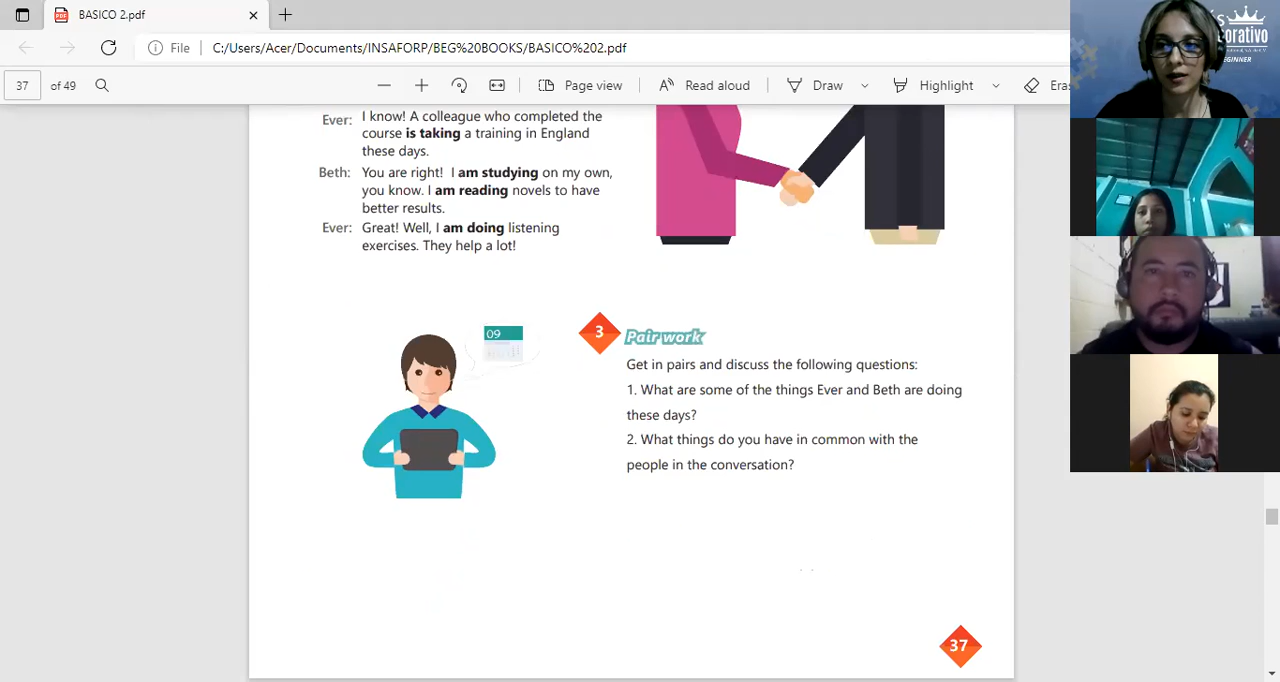 BASICO 2.pdf
File C:/Users/Acer/Documents/INSAFORP/BEG%20BOOKS/BASICO%202.pdf
37 of 49 Page view Read aloud Draw Highlight
Ever: I know! A colleague who completed the
course is taking a training in England
these days.
Beth: You are right! I am studying on my own,
you know. I am reading novels to have
better results.
Ever: Great! Well, I am doing listening
exercises. They help a lot!
09
3 Pair work
Get in pairs and discuss the following questions:
1. What are some of the things Ever and Beth are doing
these days?
2. What things do you have in common with the
people in the conversation?
37